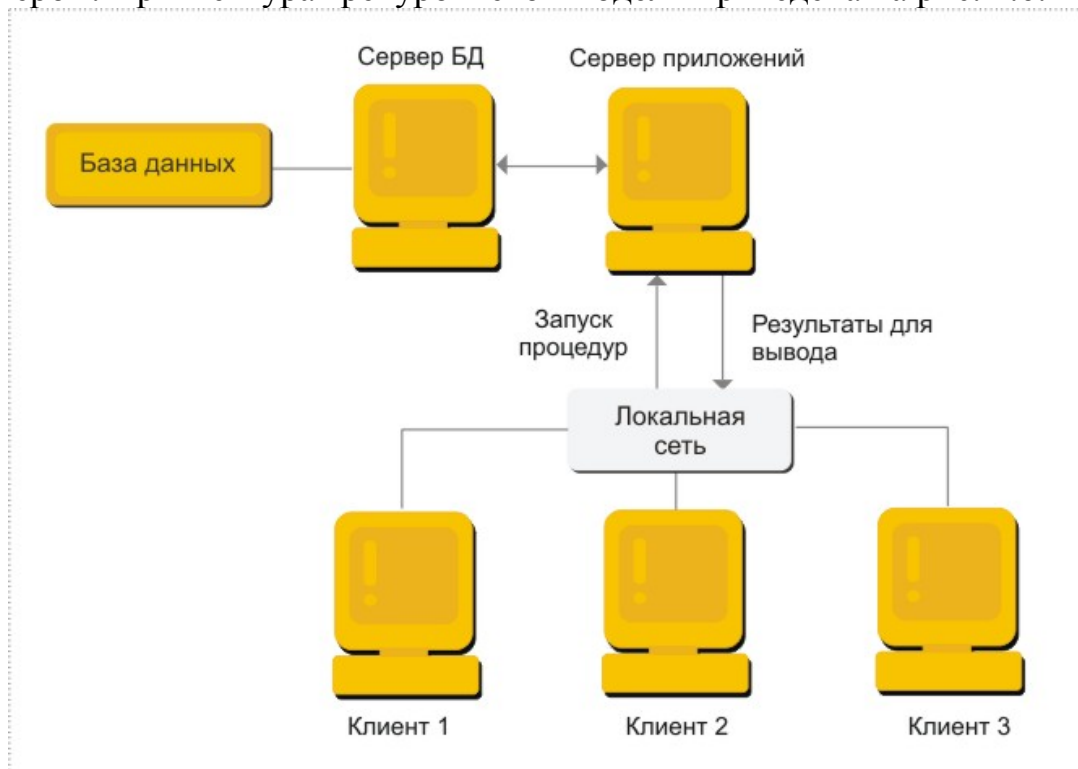 Сервер БД
Сервер приложений
База данных
Запуск
процедур
Результаты для
вывода
Локальная
сеть
Клиент 1
Клиент 2
Клиент 3